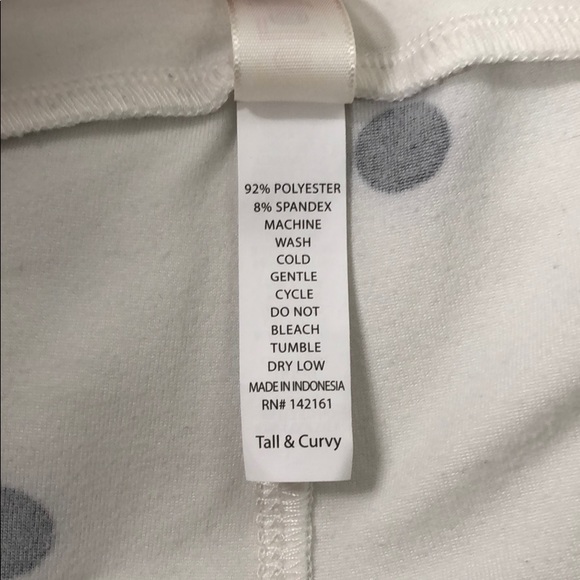 92% POLYESTER
8% SPANDEX
MACHINE
WASH
COLD
GENTLE
CYCLE
DO NOT
BLEACH
TUMBLE
DRY LOW
MADE IN INDONESIA
RN# 142161
Tall & Curvy